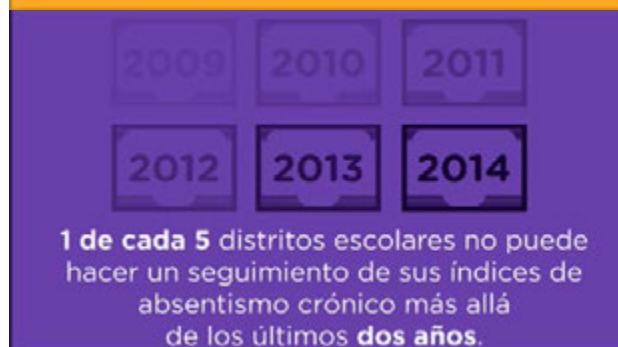 2009 2010 2011
2012 2013 2014
1 de cada 5 distritos escolares no puede
hacer un seguimiento de sus índices de
absentismo crónico más allá
de los últimos dos años.